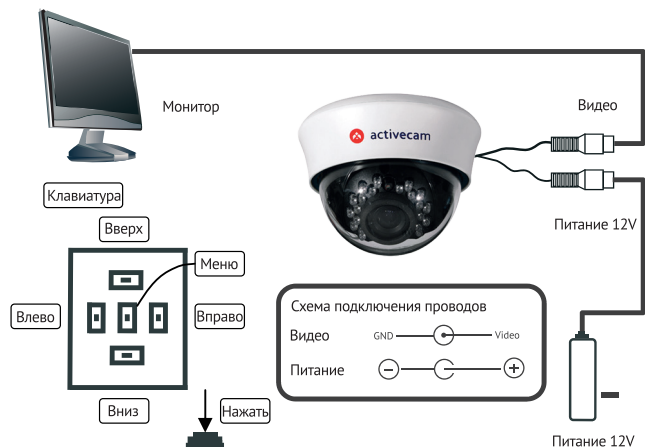 Монитор
activecam
Видео
Клавиатура
Питание 12V
Вверх
Меню
Влево
Вправо
Схема подключения проводов
Видео GND Video
Питание − +
Вниз
Нажать
Питание 12V